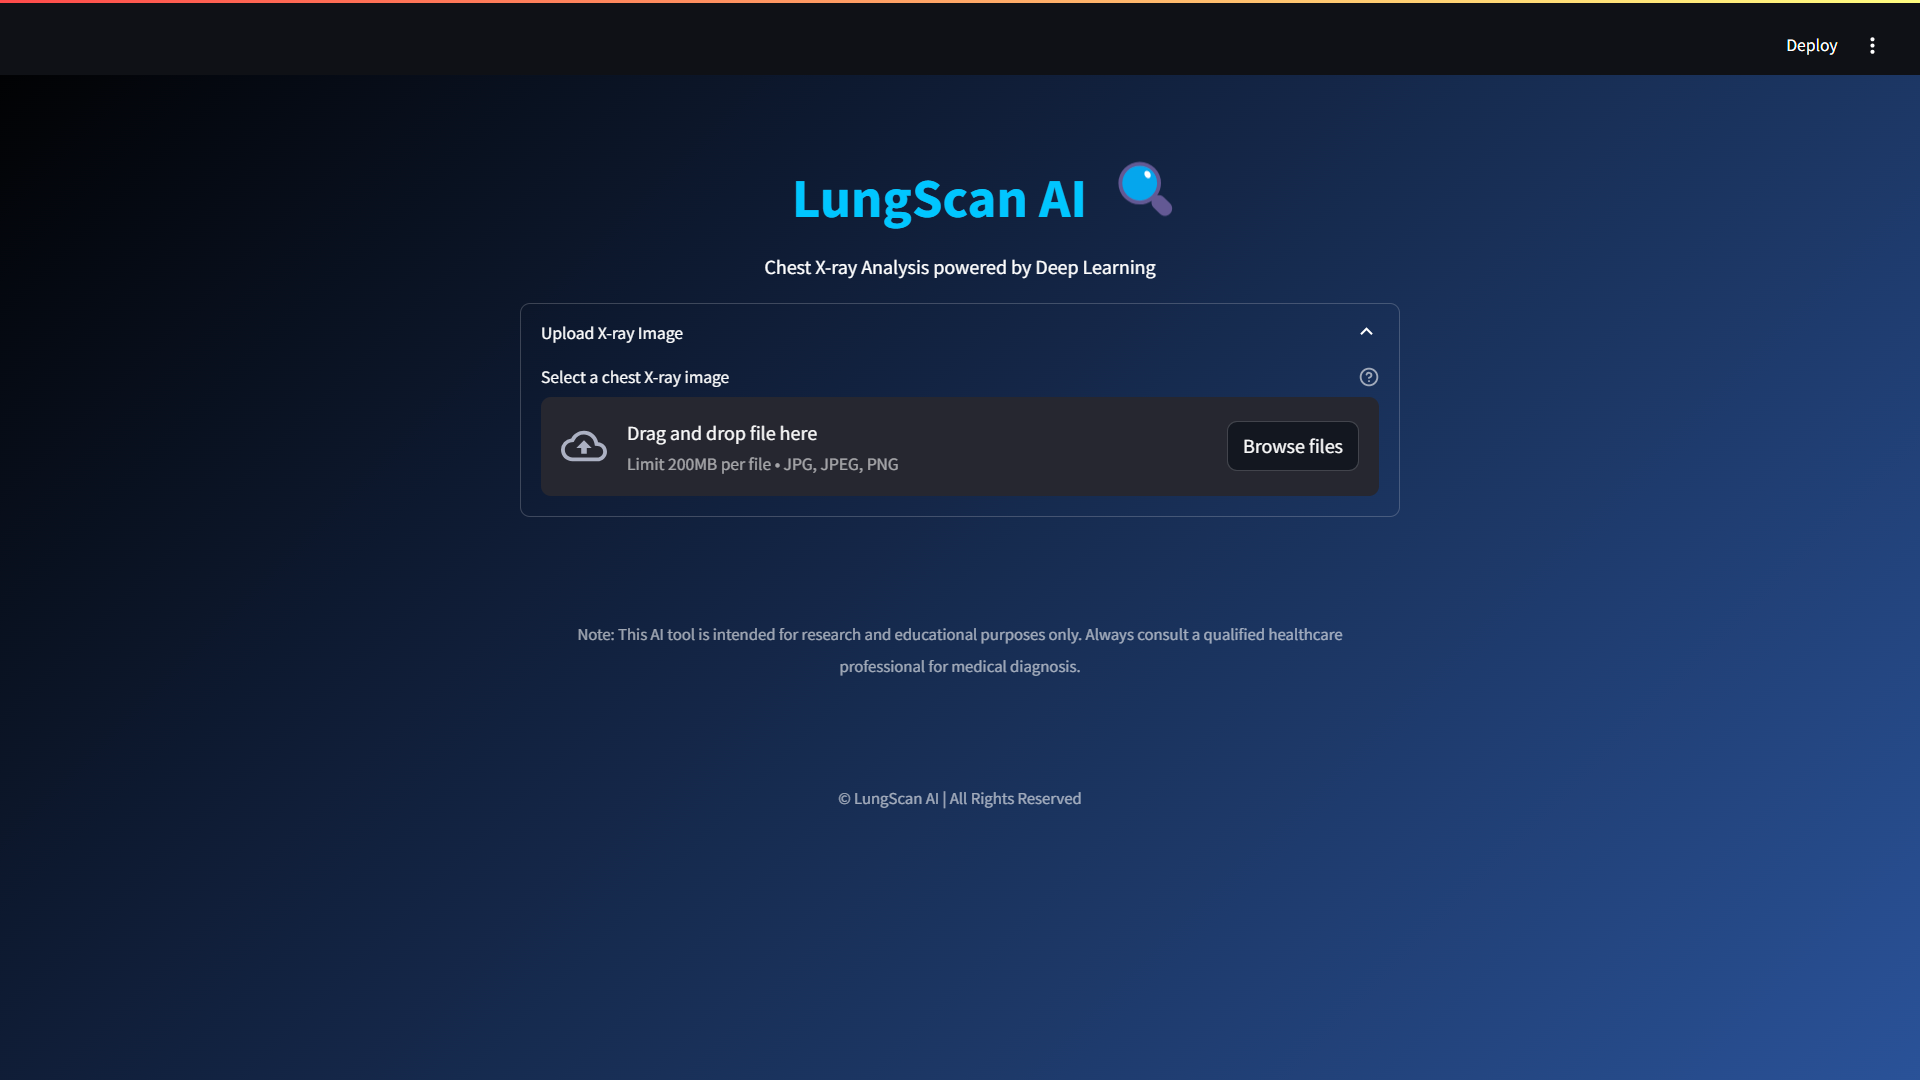 Deploy
LungScan AI
Chest X-ray Analysis powered by Deep Learning
Upload X-ray Image
Select a chest X-ray image
Drag and drop file here
Limit 200MB per file • JPG, JPEG, PNG
Browse files
Note: This AI tool is intended for research and educational purposes only. Always consult a qualified healthcare
professional for medical diagnosis.
© LungScan AI | All Rights Reserved